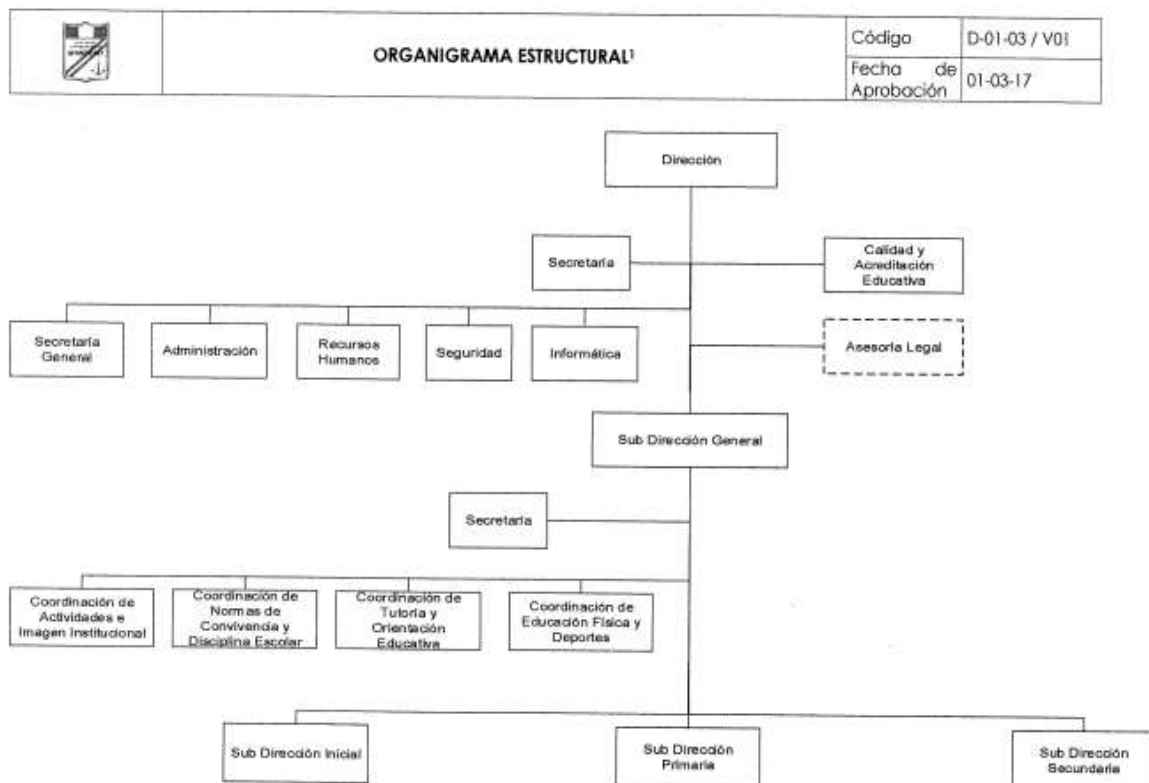 ORGANIGRAMA ESTRUCTURAL¹
Código
D-01-03 / V01
Fecha de
Aprobación
01-03-17
Dirección
Secretaría
Calidad y
Acreditación
Educativa
Secretaría
General
Administración
Recursos
Humanos
Seguridad
Informática
Asesoría Legal
Sub Dirección General
Secretaría
Coordinación de
Actividades e
Imagen Institucional
Coordinación de
Normas de
Convivencia y
Disciplina Escolar
Coordinación de
Tutoría y
Orientación
Educativa
Coordinación de
Educación Física y
Deportes
Sub Dirección Inicial
Sub Dirección
Primaria
Sub Dirección
Secundaria